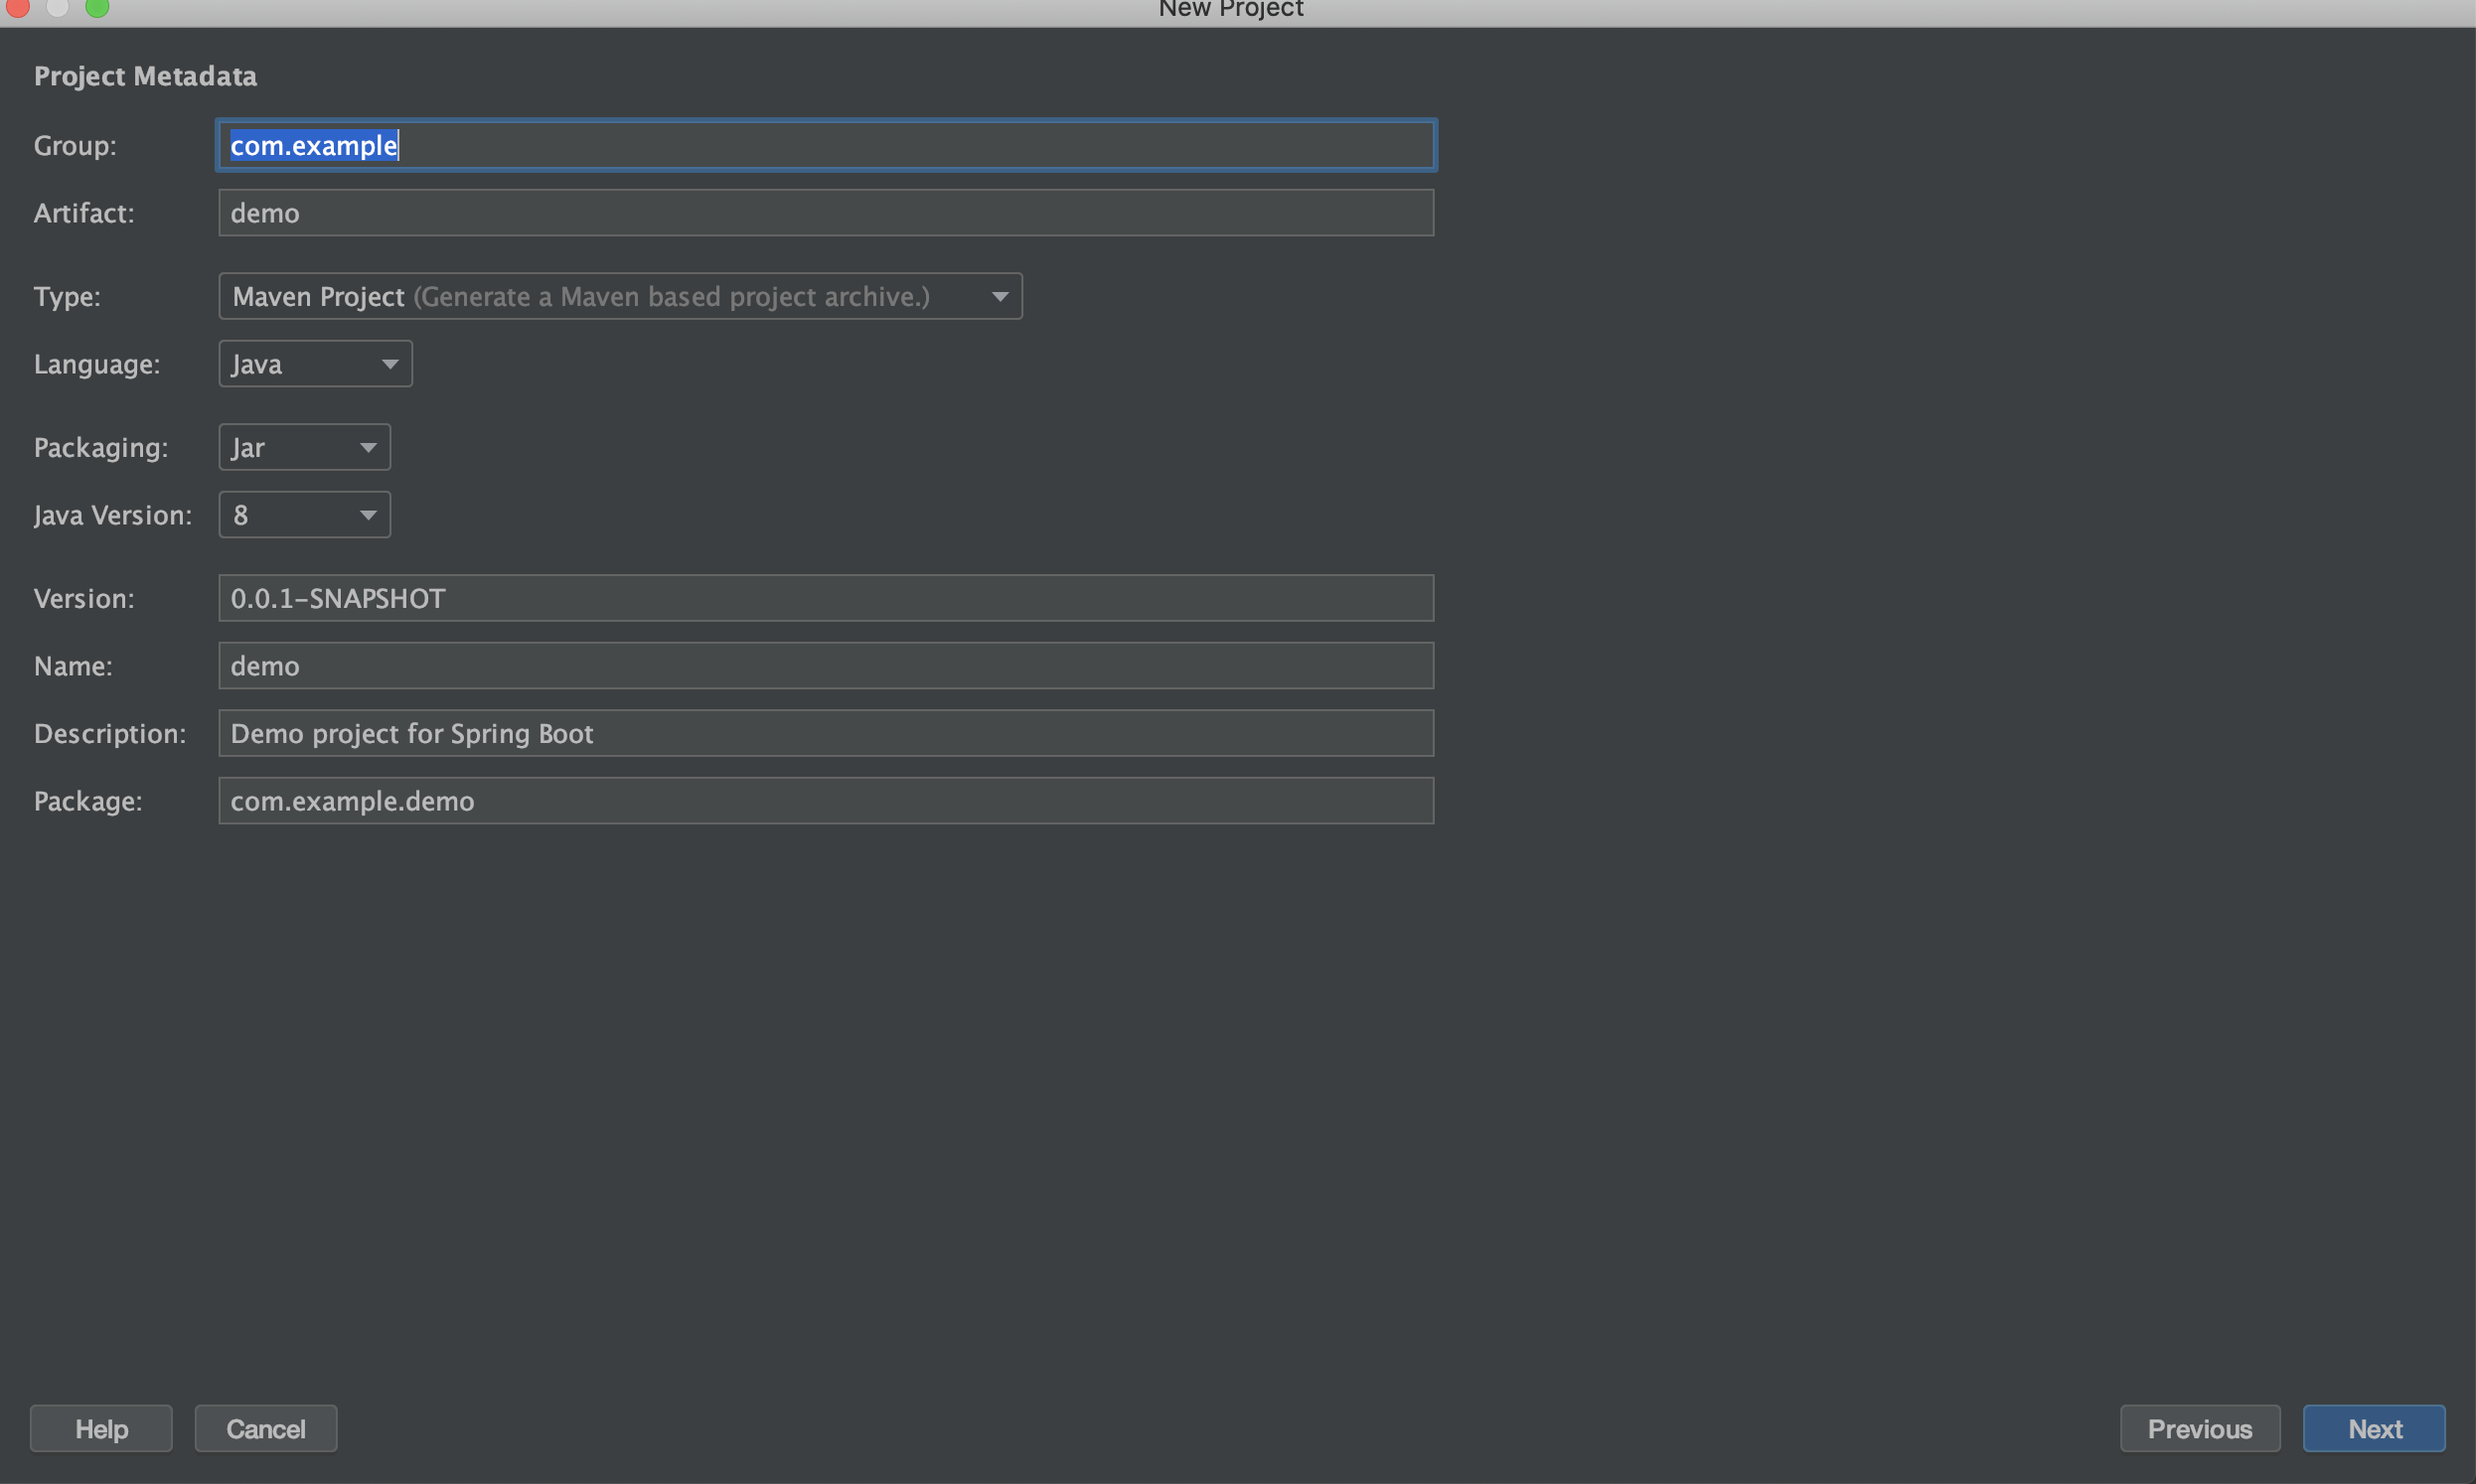 New Project
Project Metadata
Group: com.example
Artifact: demo
Type: Maven Project (Generate a Maven based project archive.)
Language: Java
Packaging: Jar
Java Version: 8
Version: 0.0.1-SNAPSHOT
Name: demo
Description: Demo project for Spring Boot
Package: com.example.demo
Help Cancel Previous Next